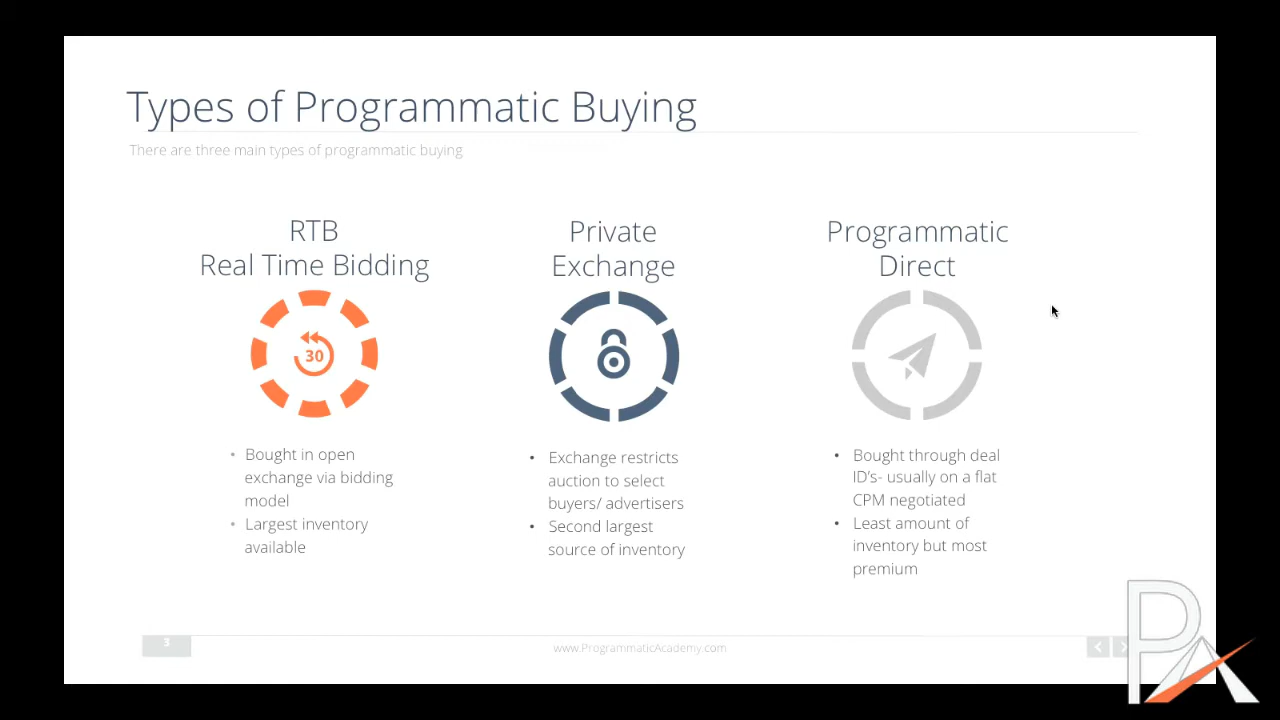 Types of Programmatic Buying
There are three main types of programmatic buying
RTB
Real Time Bidding
30
• Bought in open
exchange via bidding
model
• Largest inventory
available
Private
Exchange
• Exchange restricts
auction to select
buyers/ advertisers
• Second largest
source of inventory
Programmatic
Direct
• Bought through deal
ID's- usually on a flat
CPM negotiated
• Least amount of
inventory but most
premium
3
www.ProgrammaticAcademy.com
PA